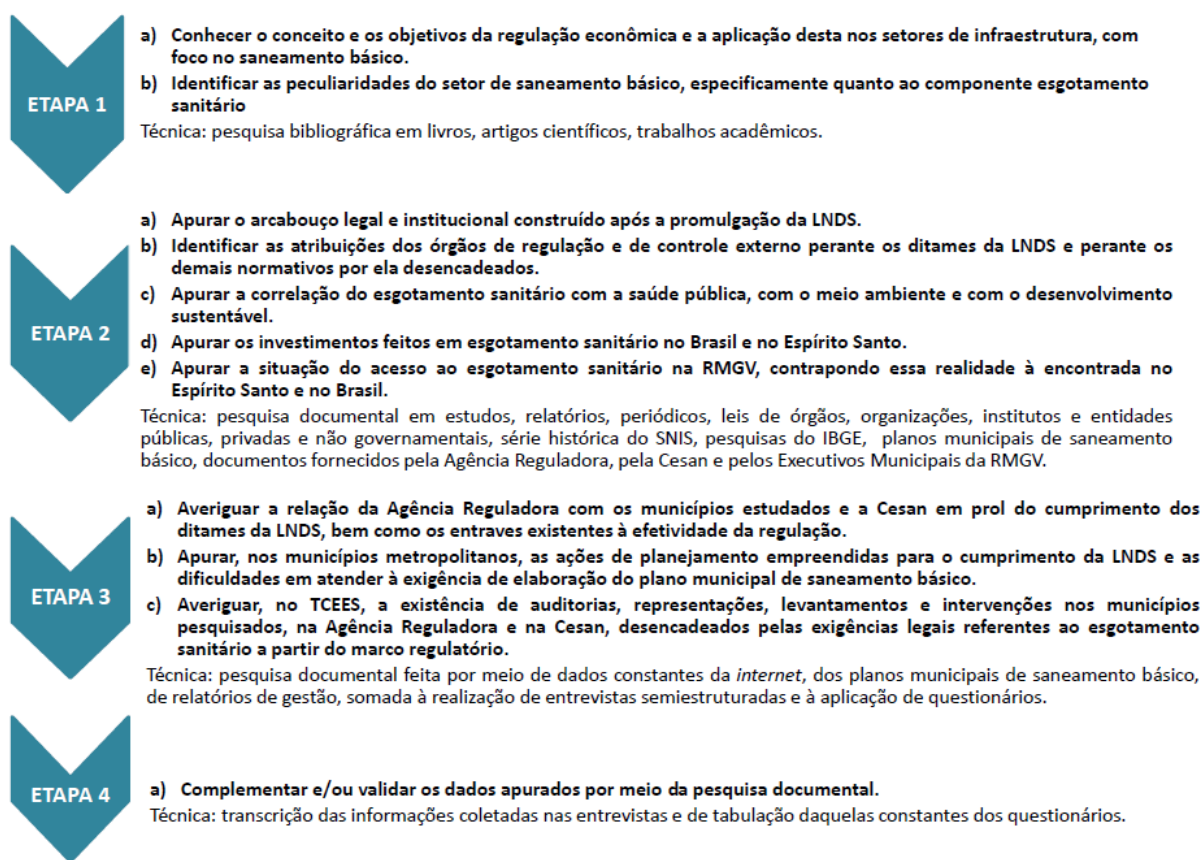 ETAPA 1
a) Conhecer o conceito e os objetivos da regulação econômica e a aplicação desta nos setores de infraestrutura, com
foco no saneamento básico.
b) Identificar as peculiaridades do setor de saneamento básico, especificamente quanto ao componente esgotamento
sanitário
Técnica: pesquisa bibliográfica em livros, artigos científicos, trabalhos acadêmicos.
ETAPA 2
a) Apurar o arcabouço legal e institucional construído após a promulgação da LNDS.
b) Identificar as atribuições dos órgãos de regulação e de controle externo perante os ditames da LNDS e perante os
demais normativos por ela desencadeados.
c) Apurar a correlação do esgotamento sanitário com a saúde pública, com o meio ambiente e com o desenvolvimento
sustentável.
d) Apurar os investimentos feitos em esgotamento sanitário no Brasil e no Espírito Santo.
e) Apurar a situação do acesso ao esgotamento sanitário na RMGV, contrapondo essa realidade à encontrada no
Espírito Santo e no Brasil.
Técnica: pesquisa documental em estudos, relatórios, periódicos, leis de órgãos, organizações, institutos e entidades
públicas, privadas e não governamentais, série histórica do SNIS, pesquisas do IBGE, planos municipais de saneamento
básico, documentos fornecidos pela Agência Reguladora, pela Cesan e pelos Executivos Municipais da RMGV.
ETAPA 3
a) Averiguar a relação da Agência Reguladora com os municípios estudados e a Cesan em prol do cumprimento dos
ditames da LNDS, bem como os entraves existentes à efetividade da regulação.
b) Apurar, nos municípios metropolitanos, as ações de planejamento empreendidas para o cumprimento da LNDS e as
dificuldades em atender à exigência de elaboração do plano municipal de saneamento básico.
c) Averiguar, no TCEES, a existência de auditorias, representações, levantamentos e intervenções nos municípios
pesquisados, na Agência Reguladora e na Cesan, desencadeados pelas exigências legais referentes ao esgotamento
sanitário a partir do marco regulatório.
Técnica: pesquisa documental feita por meio de dados constantes da internet, dos planos municipais de saneamento básico,
de relatórios de gestão, somada à realização de entrevistas semiestruturadas e à aplicação de questionários.
ETAPA 4
a) Complementar e/ou validar os dados apurados por meio da pesquisa documental.
Técnica: transcrição das informações coletadas nas entrevistas e de tabulação daquelas constantes dos questionários.